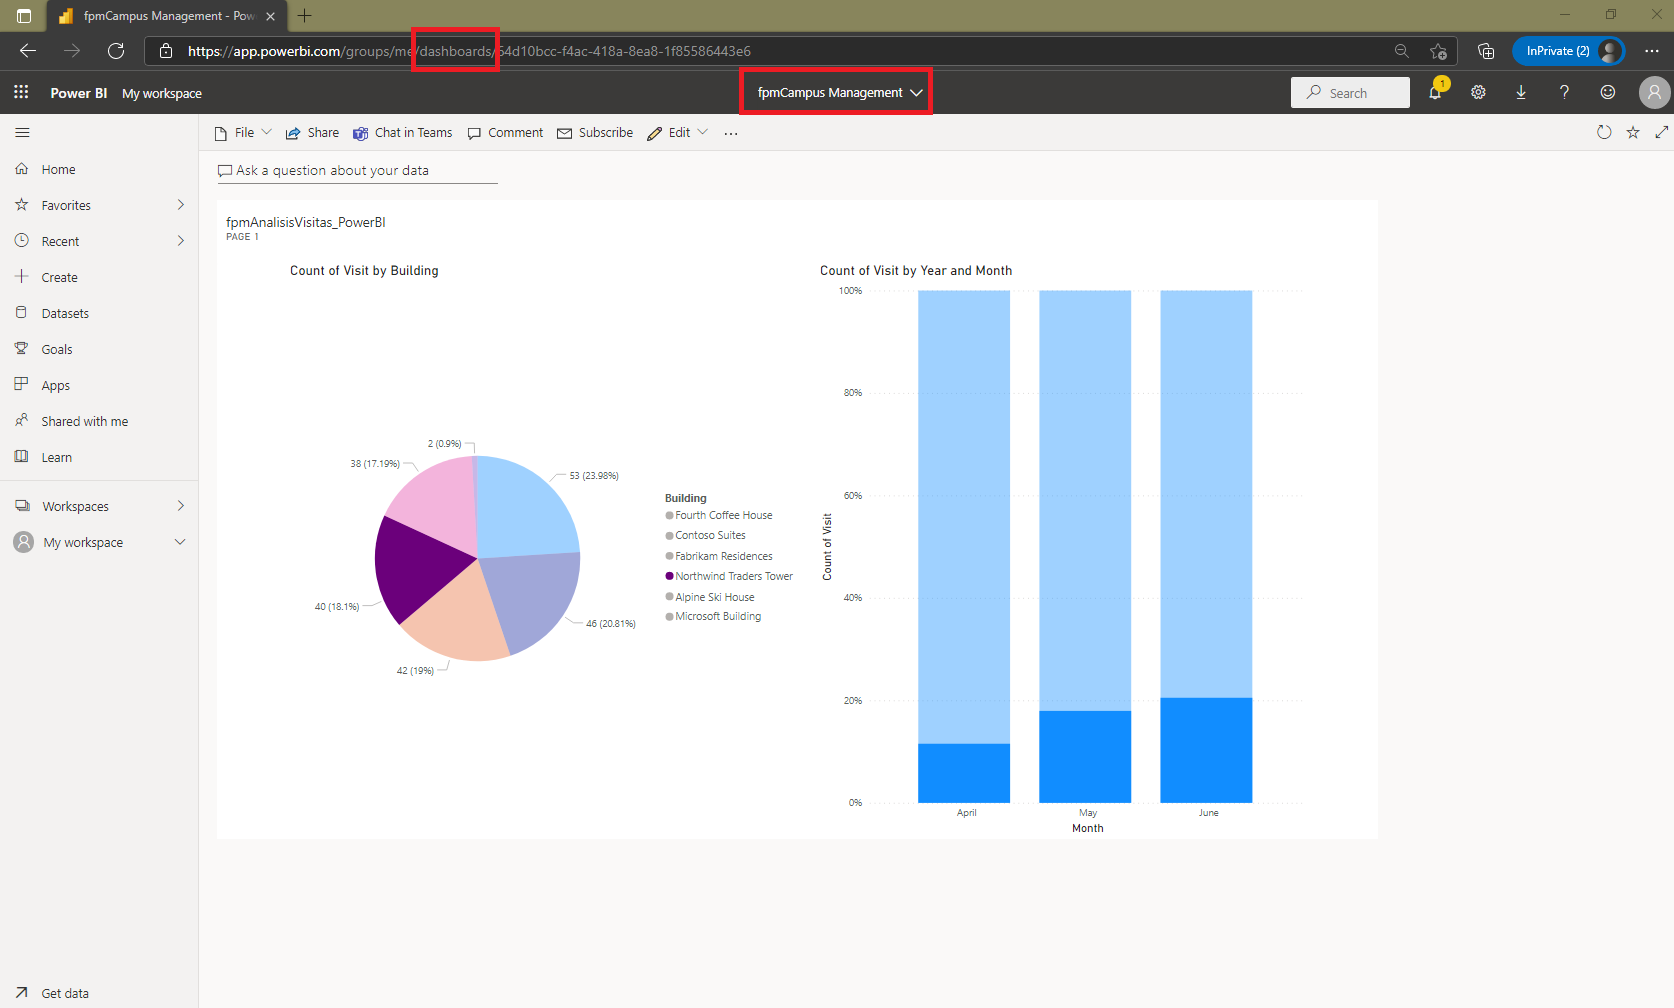 fpmCampus Management - Pow
https://app.powerbi.com/groups/me/dashboards/64d10bcc-f4ac-418a-8ea8-1f85586443e6
InPrivate (2)
Power BI My workspace
fpmCampus Management
Search
1
File Share Chat in Teams Comment Subscribe Edit
Home
Favorites
Recent
Create
Datasets
Goals
Apps
Shared with me
Learn
Workspaces
My workspace
Get data
Ask a question about your data
fpmAnalisisVisitas_PowerBI
PAGE 1
Count of Visit by Building
2 (0.9%)
38 (17.19%)
53 (23.98%)
40 (18.1%)
46 (20.81%)
42 (19%)
Building
Fourth Coffee House
Contoso Suites
Fabrikam Residences
Northwind Traders Tower
Alpine Ski House
Microsoft Building
Count of Visit by Year and Month
100%
80%
60%
40%
20%
0%
Count of Visit
April May June
Month